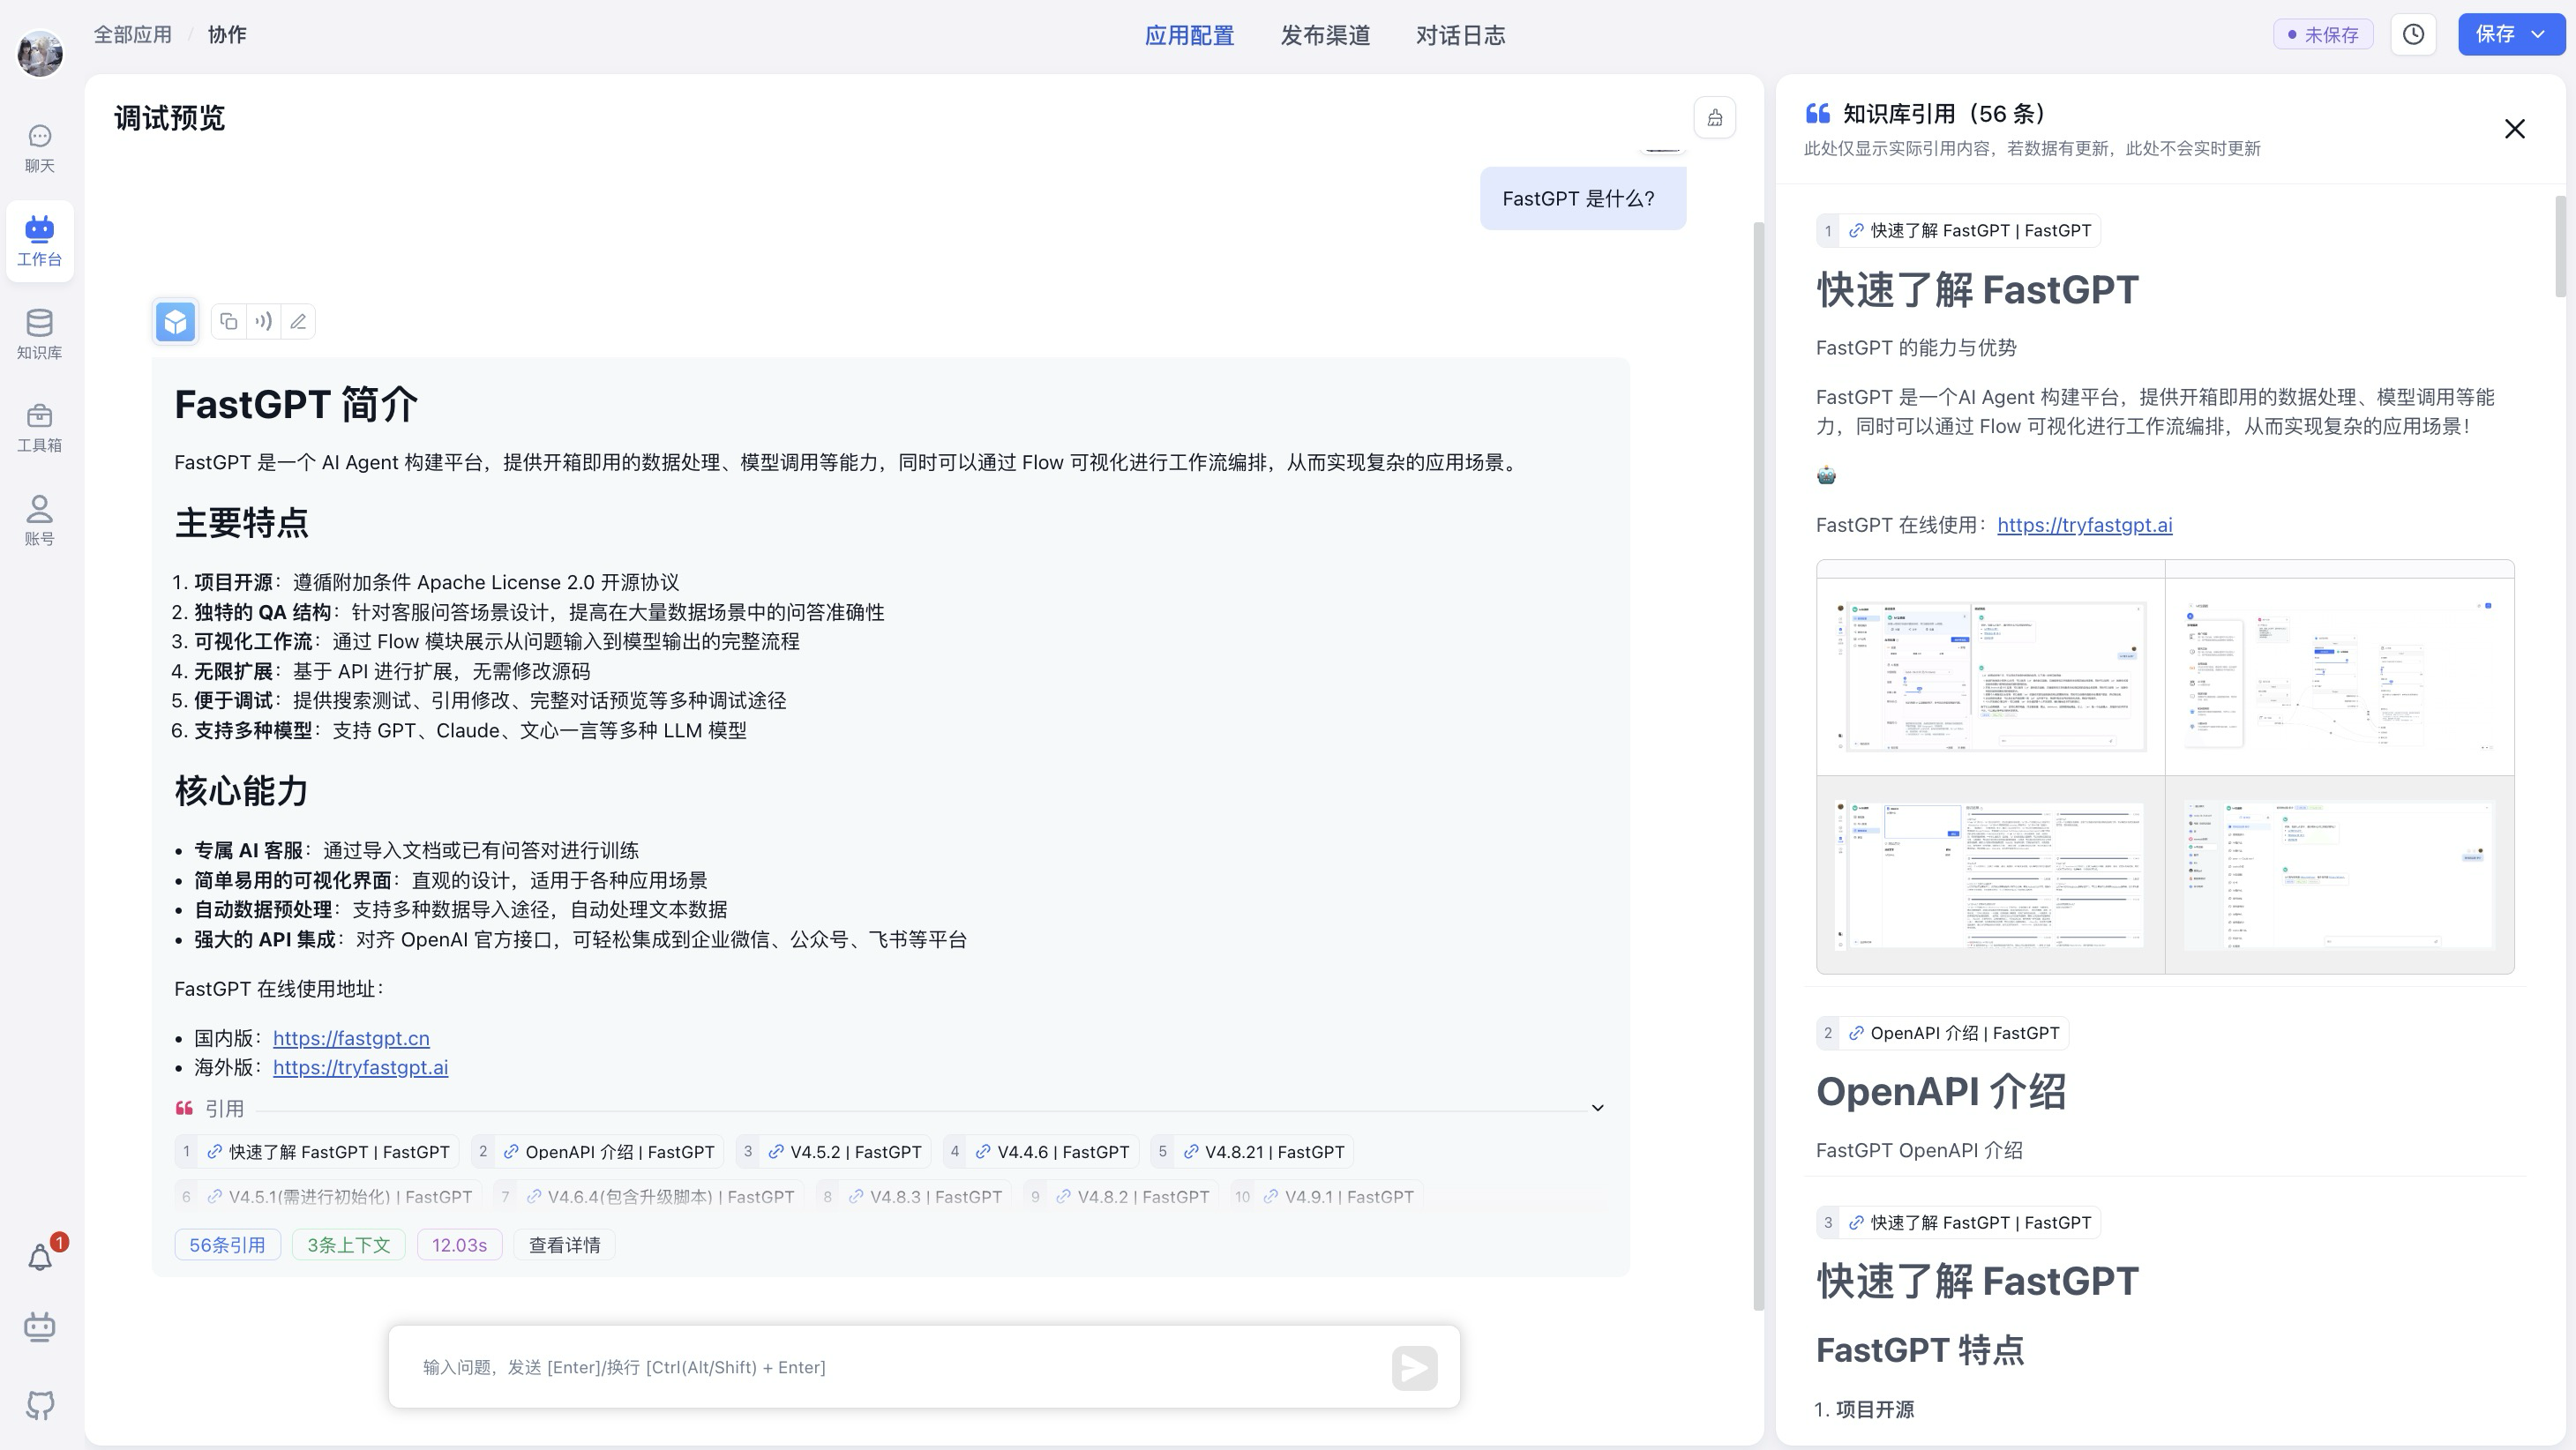 全部应用 / 协作
应用配置
发布渠道
对话日志
未保存
保存
聊天
工作台
知识库
工具箱
账号
1
调试预览
FastGPT 是什么?
FastGPT 简介
FastGPT 是一个 AI Agent 构建平台，提供开箱即用的数据处理、模型调用等能力，同时可以通过 Flow 可视化进行工作流编排，从而实现复杂的应用场景。
主要特点
1. 项目开源：遵循附加条件 Apache License 2.0 开源协议
2. 独特的 QA 结构：针对客服问答场景设计，提高在大量数据场景中的问答准确性
3. 可视化工作流：通过 Flow 模块展示从问题输入到模型输出的完整流程
4. 无限扩展：基于 API 进行扩展，无需修改源码
5. 便于调试：提供搜索测试、引用修改、完整对话预览等多种调试途径
6. 支持多种模型：支持 GPT、Claude、文心一言等多种 LLM 模型
核心能力
• 专属 AI 客服：通过导入文档或已有问答对进行训练
• 简单易用的可视化界面：直观的设计，适用于各种应用场景
• 自动数据预处理：支持多种数据导入途径，自动处理文本数据
• 强大的 API 集成：对齐 OpenAI 官方接口，可轻松集成到企业微信、公众号、飞书等平台
FastGPT 在线使用地址：
• 国内版：https://fastgpt.cn
• 海外版：https://tryfastgpt.ai
引用
1 快速了解 FastGPT | FastGPT 2 OpenAPI 介绍 | FastGPT 3 V4.5.2 | FastGPT 4 V4.4.6 | FastGPT 5 V4.8.21 | FastGPT
6 V4.5.1(需进行初始化) | FastGPT 7 V4.6.4(包含升级脚本) | FastGPT 8 V4.8.3 | FastGPT 9 V4.8.2 | FastGPT 10 V4.9.1 | FastGPT
56条引用 3条上下文 12.03s 查看详情
输入问题，发送 [Enter]/换行 [Ctrl(Alt/Shift) + Enter]
知识库引用（56 条）
此处仅显示实际引用内容，若数据有更新，此处不会实时更新
1 快速了解 FastGPT | FastGPT
快速了解 FastGPT
FastGPT 的能力与优势
FastGPT 是一个AI Agent 构建平台，提供开箱即用的数据处理、模型调用等能
力，同时可以通过 Flow 可视化进行工作流编排，从而实现复杂的应用场景！
🤖
FastGPT 在线使用：https://tryfastgpt.ai
2 OpenAPI 介绍 | FastGPT
OpenAPI 介绍
FastGPT OpenAPI 介绍
3 快速了解 FastGPT | FastGPT
快速了解 FastGPT
FastGPT 特点
1. 项目开源